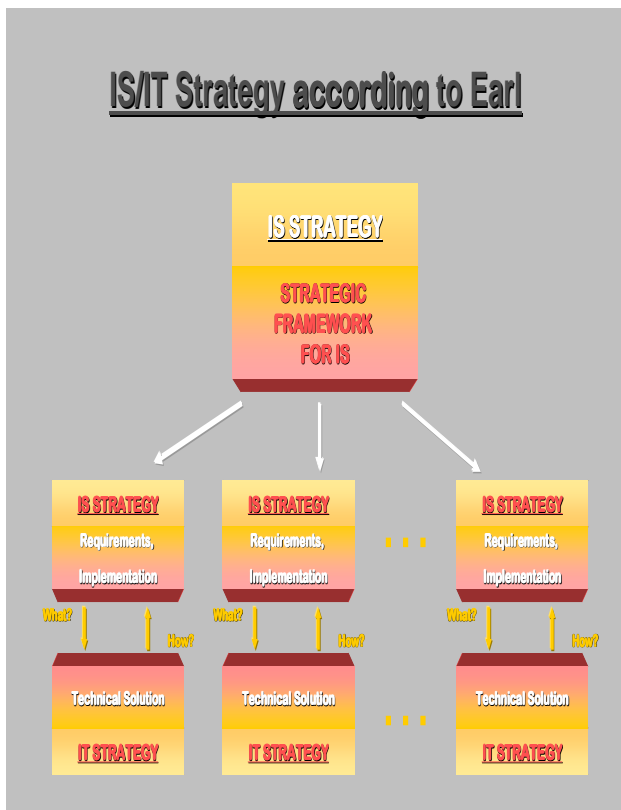 IS/IT Strategy according to Earl
IS STRATEGY
STRATEGIC
FRAMEWORK
FOR IS
IS STRATEGY
Requirements,
Implementation
IS STRATEGY
Requirements,
Implementation
IS STRATEGY
Requirements,
Implementation
What?
How?
What?
How?
What?
How?
Technical Solution
IT STRATEGY
Technical Solution
IT STRATEGY
Technical Solution
IT STRATEGY